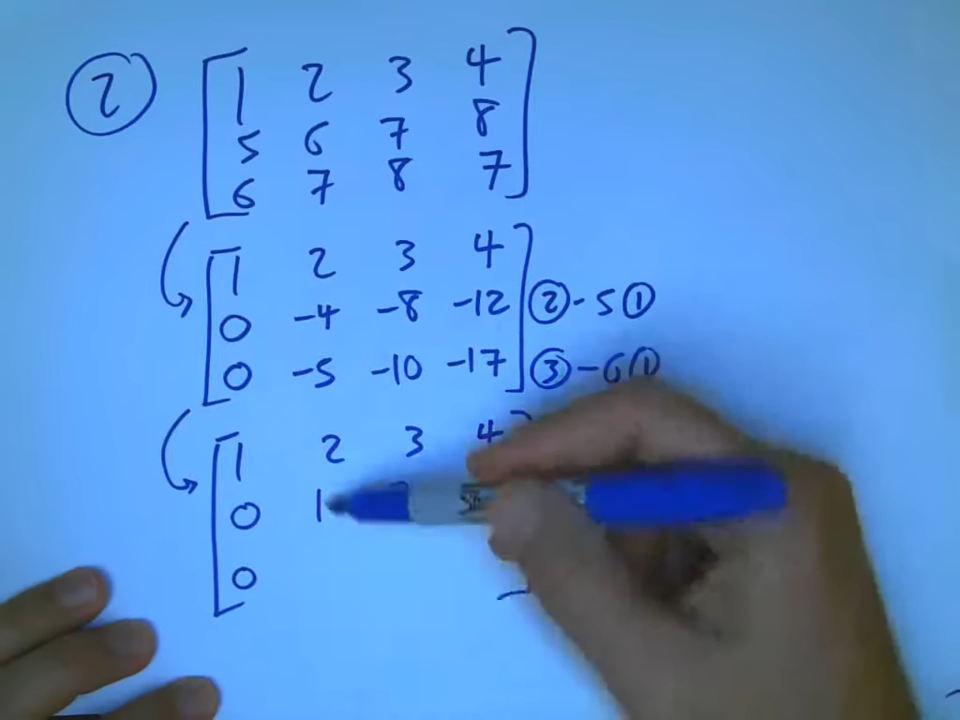 ② [ 1 2 3 4
5 6 7 8
6 7 8 7 ]
[ 1 2 3 4
0 -4 -8 -12 ②-5①
0 -5 -10 -17 ] ③-6①
[ 1 2 3 4
0 1
0